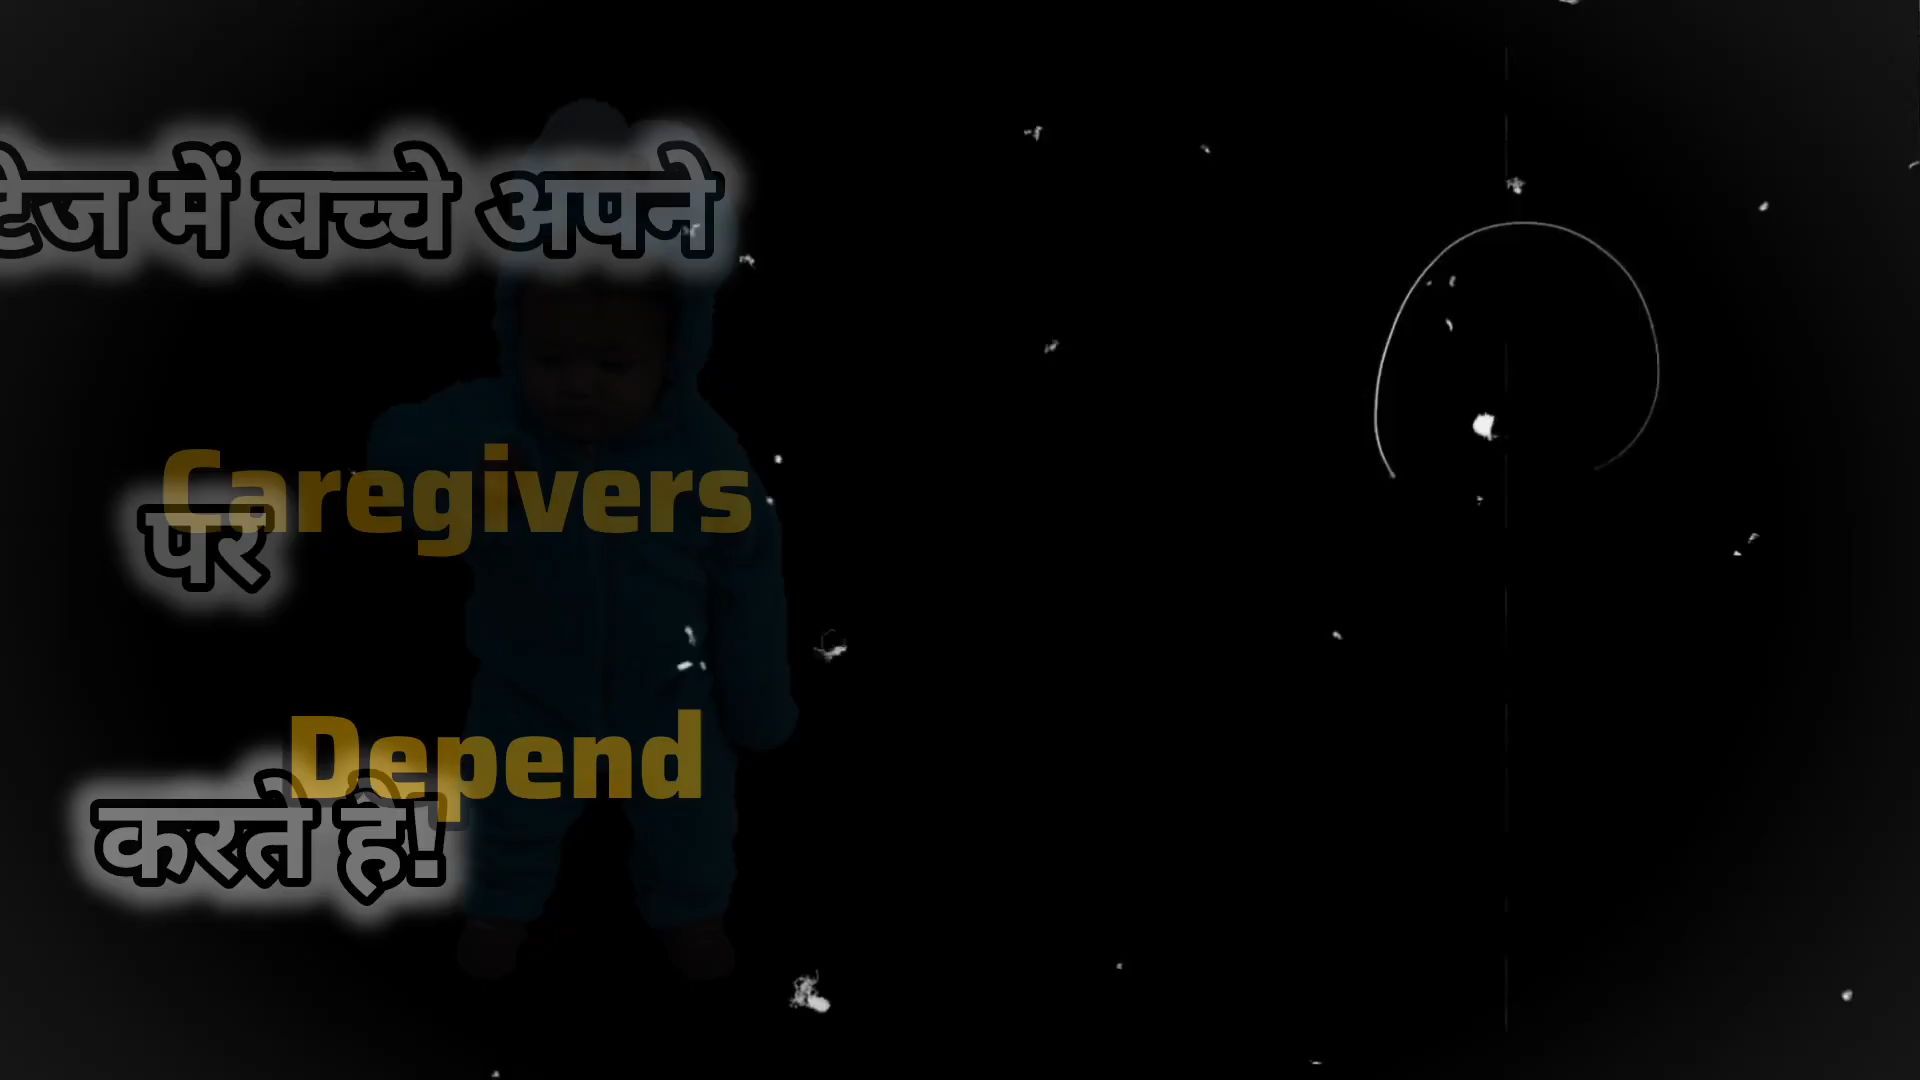 में बच्चे अपने
Caregivers
पर
Depend
करते हे!